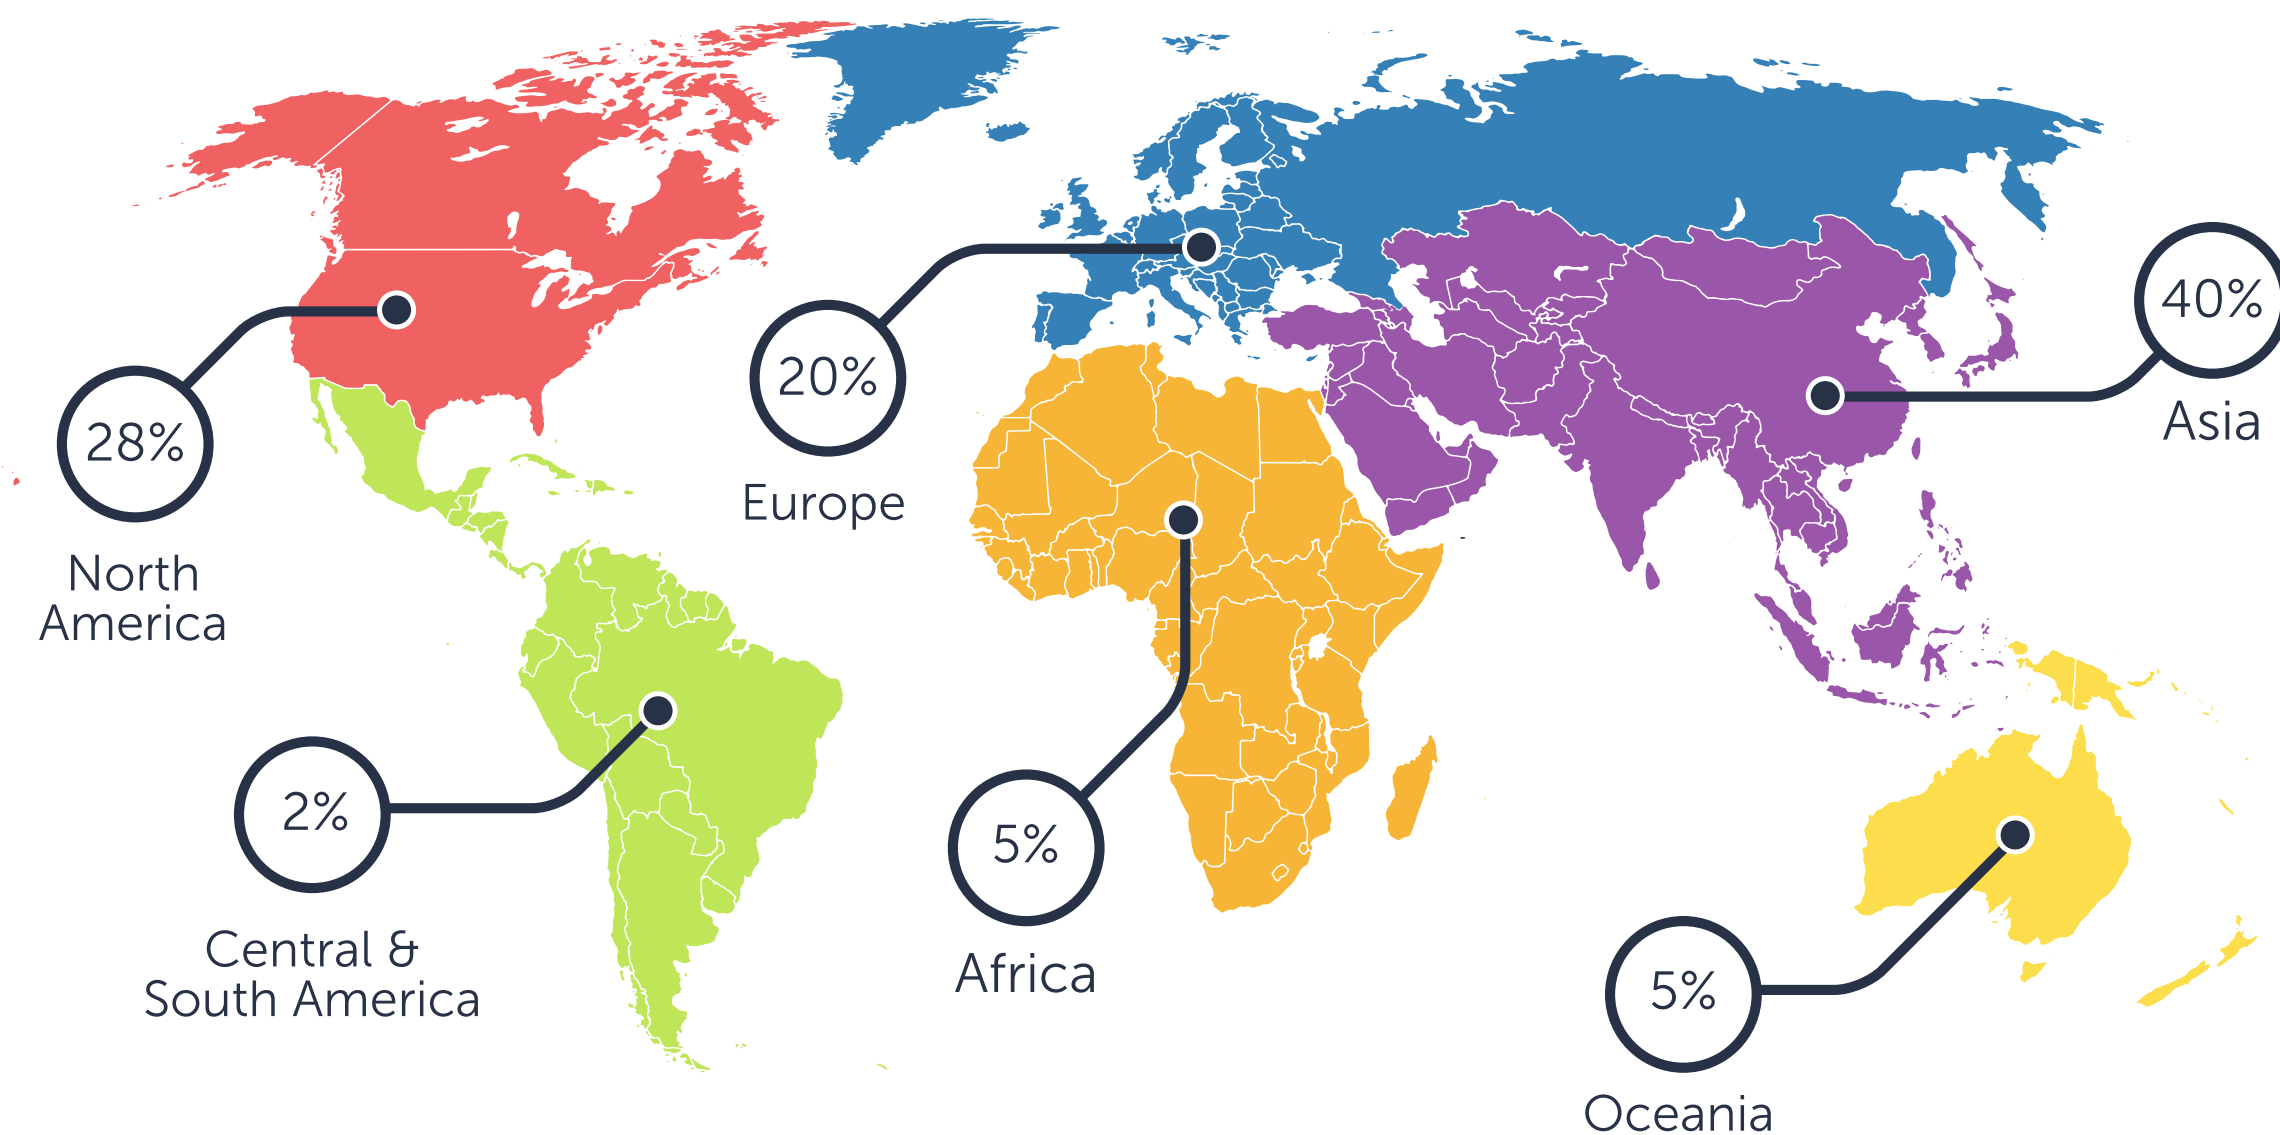 28%
North
America
20%
Europe
40%
Asia
2%
Central &
South America
5%
Africa
5%
Oceania